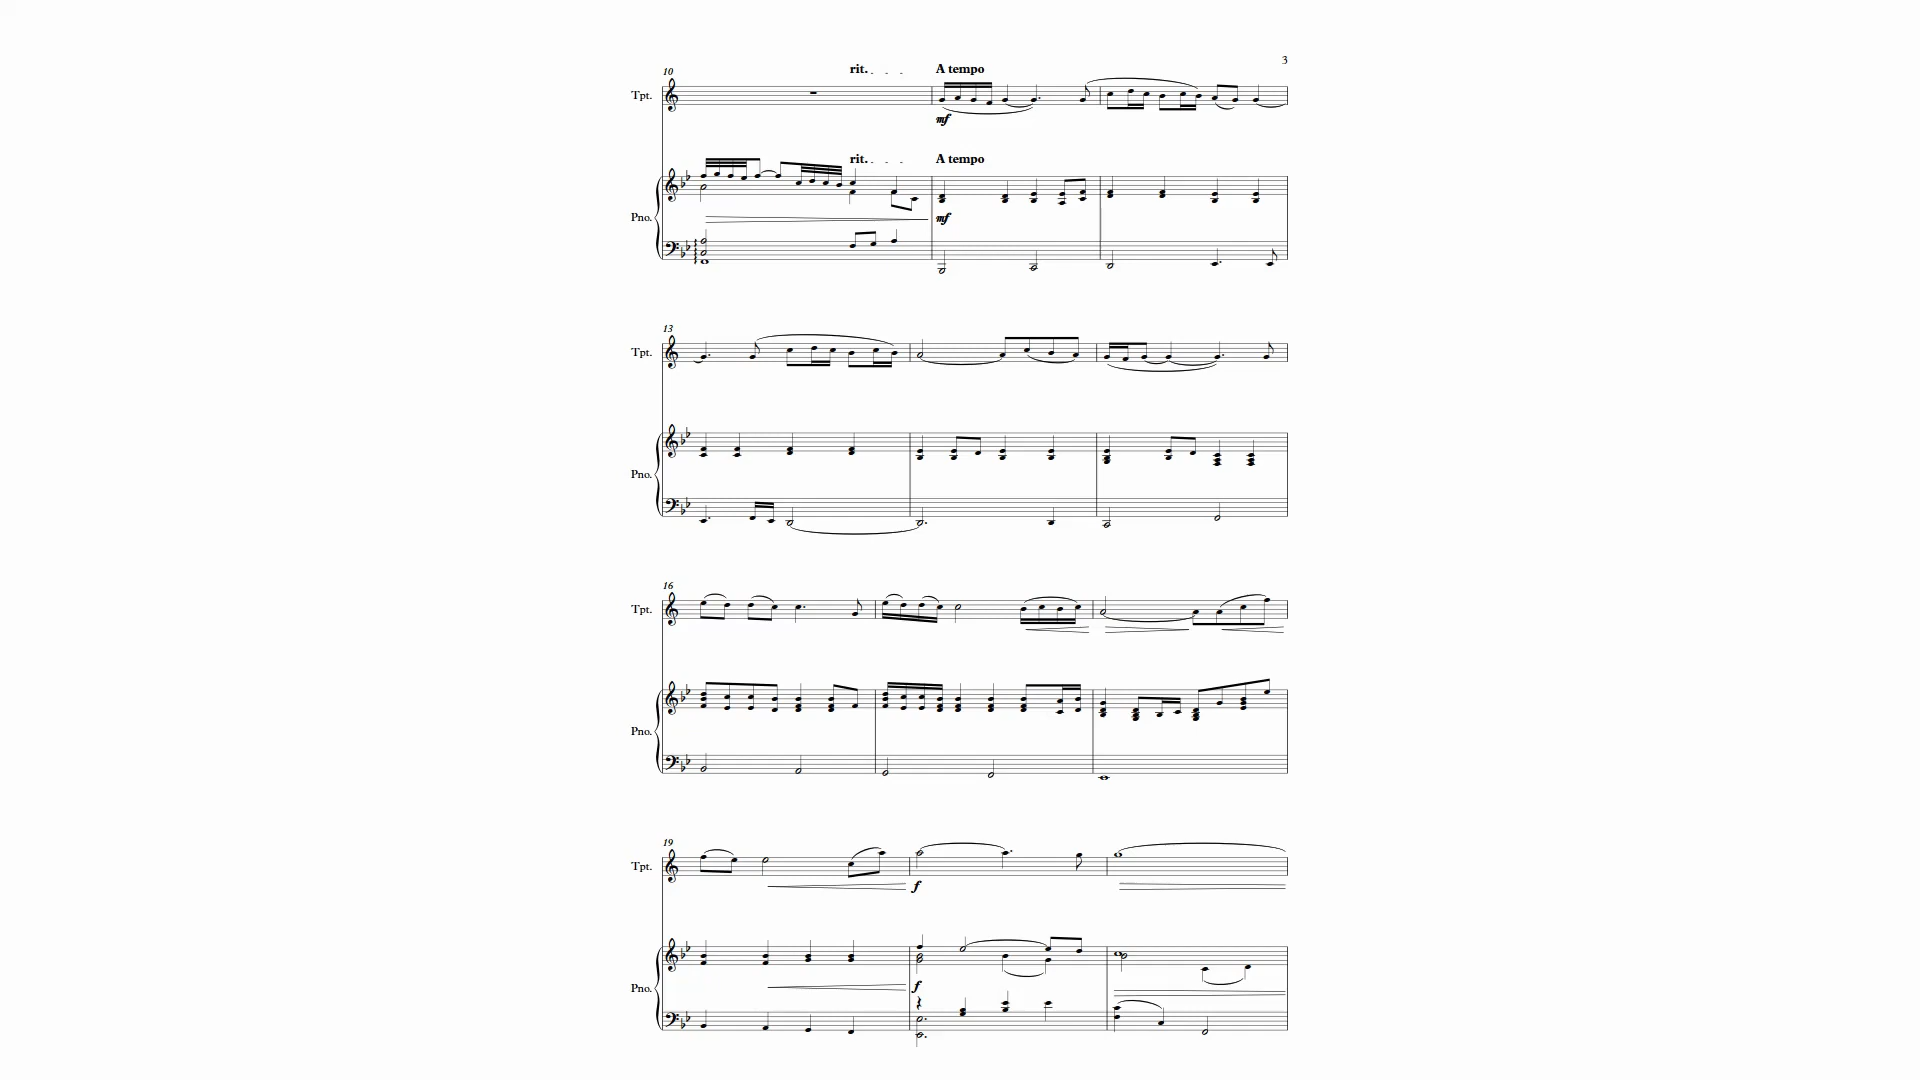 3
10
rit. A tempo
Tpt.
mf
rit. A tempo
Pno.
mf
13
Tpt.
Pno.
16
Tpt.
Pno.
19
Tpt.
f
Pno.
f